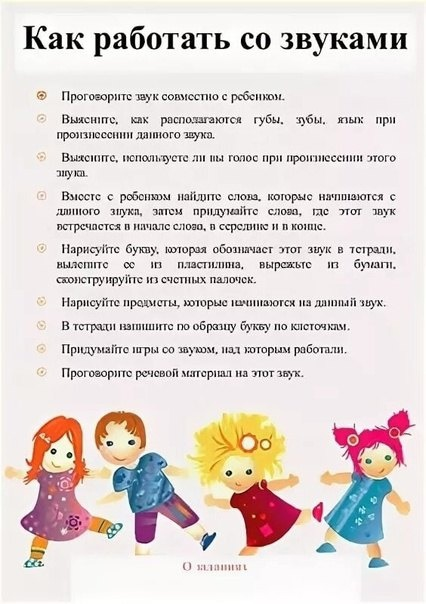 Как работать со звуками
Проговорите звук совместно с ребенком.
Выясните, как располагаются губы, зубы, язык при
произнесении данного звука.
Выясните, используете ли вы голос при произнесении этого
звука.
Вместе с ребенком найдите слова, которые начинаются с
данного звука, затем придумайте слова, где этот звук
встречается в начале слова, в середине и в конце.
Нарисуйте букву, которая обозначает этот звук в тетради,
вылепите ее из пластилина, вырежьте из бумаги,
сконструируйте из счетных палочек.
Нарисуйте предметы, которые начинаются на данный звук.
В тетради напишите по образцу букву по клеточкам.
Придумайте игры со звуком, над которым работали.
Проговорите речевой материал на этот звук.
О заданиях